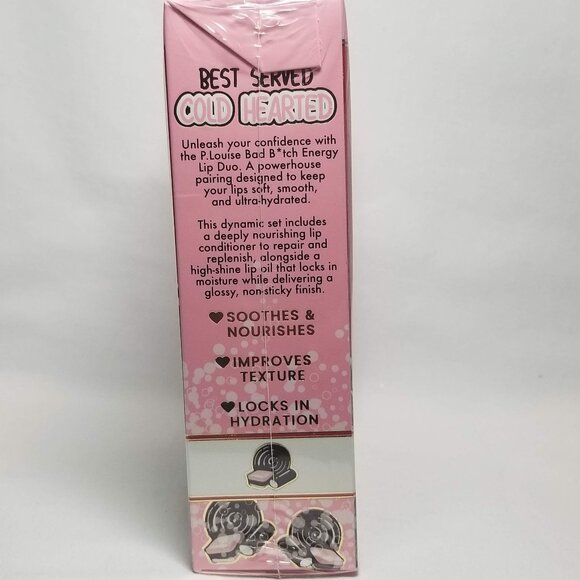 BEST SERVED
COLD HEARTED
Unleash your confidence with
the P.Louise Bad B*tch Energy
Lip Duo. A powerhouse
pairing designed to keep
your lips soft, smooth,
and ultra-hydrated.
This dynamic set includes
a deeply nourishing lip
conditioner to repair and
replenish, alongside a
high-shine lip oil that locks in
moisture while delivering a
glossy, non-sticky finish.
SOOTHES &
NOURISHES
IMPROVES
TEXTURE
LOCKS IN
HYDRATION